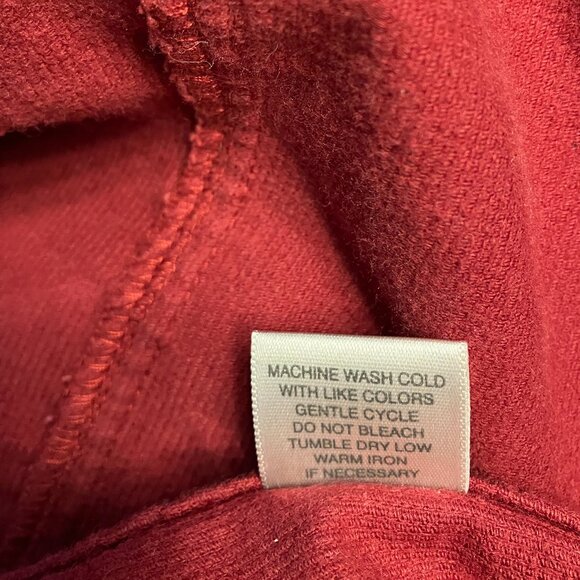 MACHINE WASH COLD
WITH LIKE COLORS
GENTLE CYCLE
DO NOT BLEACH
TUMBLE DRY LOW
WARM IRON
IF NECESSARY